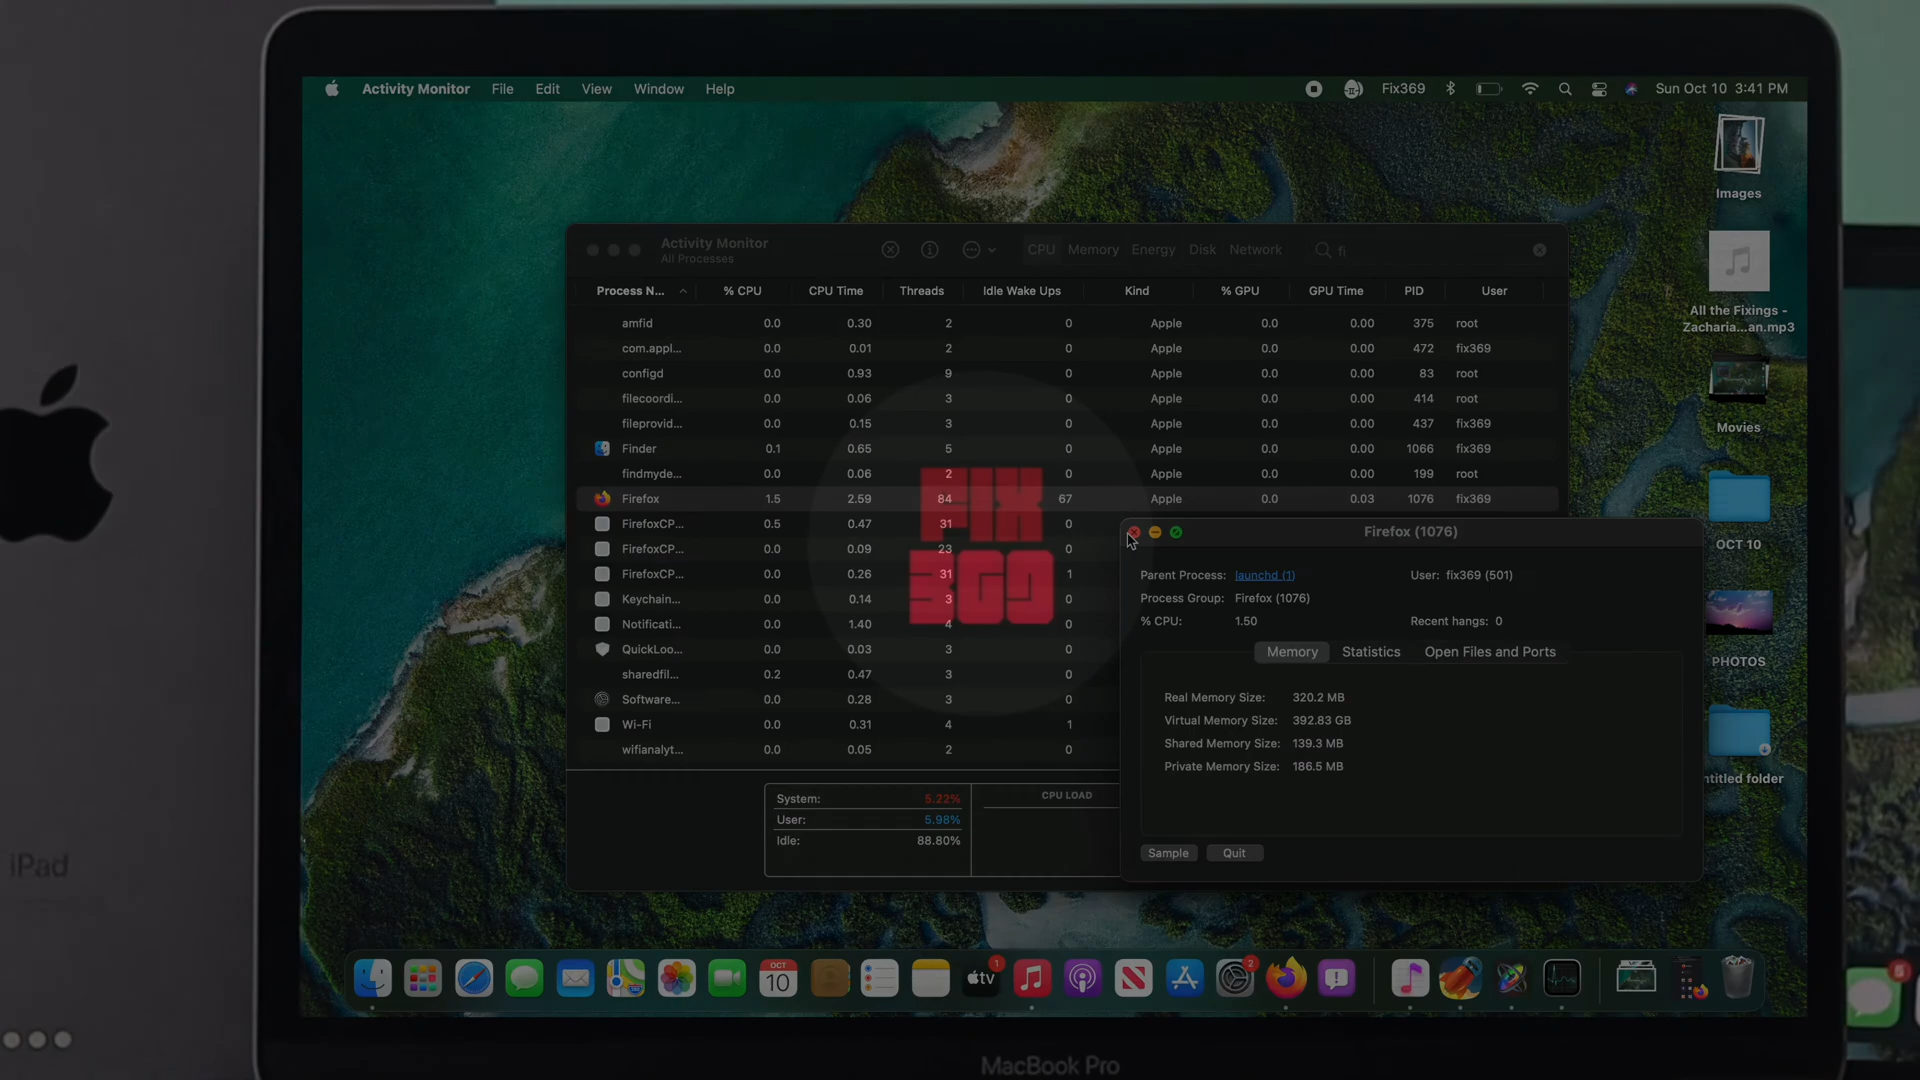 Activity Monitor File Edit View Window Help Fix369 Sun Oct 10 3:41 PM
Images
All the Fixings -
Zacharia...an.mp3
Movies
OCT 10
PHOTOS
ntitled folder
Activity Monitor
All Processes
CPU Memory Energy Disk Network fi
Process N... % CPU CPU Time Threads Idle Wake Ups Kind % GPU GPU Time PID User
amfid 0.0 0.30 2 0 Apple 0.0 0.00 375 root
com.appl... 0.0 0.01 2 0 Apple 0.0 0.00 472 fix369
configd 0.0 0.93 9 0 Apple 0.0 0.00 83 root
filecoordi... 0.0 0.06 3 0 Apple 0.0 0.00 414 root
fileprovid... 0.0 0.15 3 0 Apple 0.0 0.00 437 fix369
Finder 0.1 0.65 5 0 Apple 0.0 0.00 1066 fix369
findmyde... 0.0 0.06 2 0 Apple 0.0 0.00 199 root
Firefox 1.5 2.59 84 67 Apple 0.0 0.03 1076 fix369
FirefoxCP... 0.5 0.47 31 0
FirefoxCP... 0.0 0.09 23 0
FirefoxCP... 0.0 0.26 31 1
Keychain... 0.0 0.14 3 0
Notificati... 0.0 1.40 4 0
QuickLoo... 0.0 0.03 3 0
sharedfil... 0.2 0.47 3 0
Software... 0.0 0.28 3 0
Wi-Fi 0.0 0.31 4 1
wifianalyt... 0.0 0.05 2 0
System: 5.22%
User: 5.98%
Idle: 88.80%
CPU LOAD
FIX
369
Firefox (1076)
Parent Process: launchd (1) User: fix369 (501)
Process Group: Firefox (1076)
% CPU: 1.50 Recent hangs: 0
Memory Statistics Open Files and Ports
Real Memory Size: 320.2 MB
Virtual Memory Size: 392.83 GB
Shared Memory Size: 139.3 MB
Private Memory Size: 186.5 MB
Sample Quit
OCT
10
tv
1
2
iPad
MacBook Pro